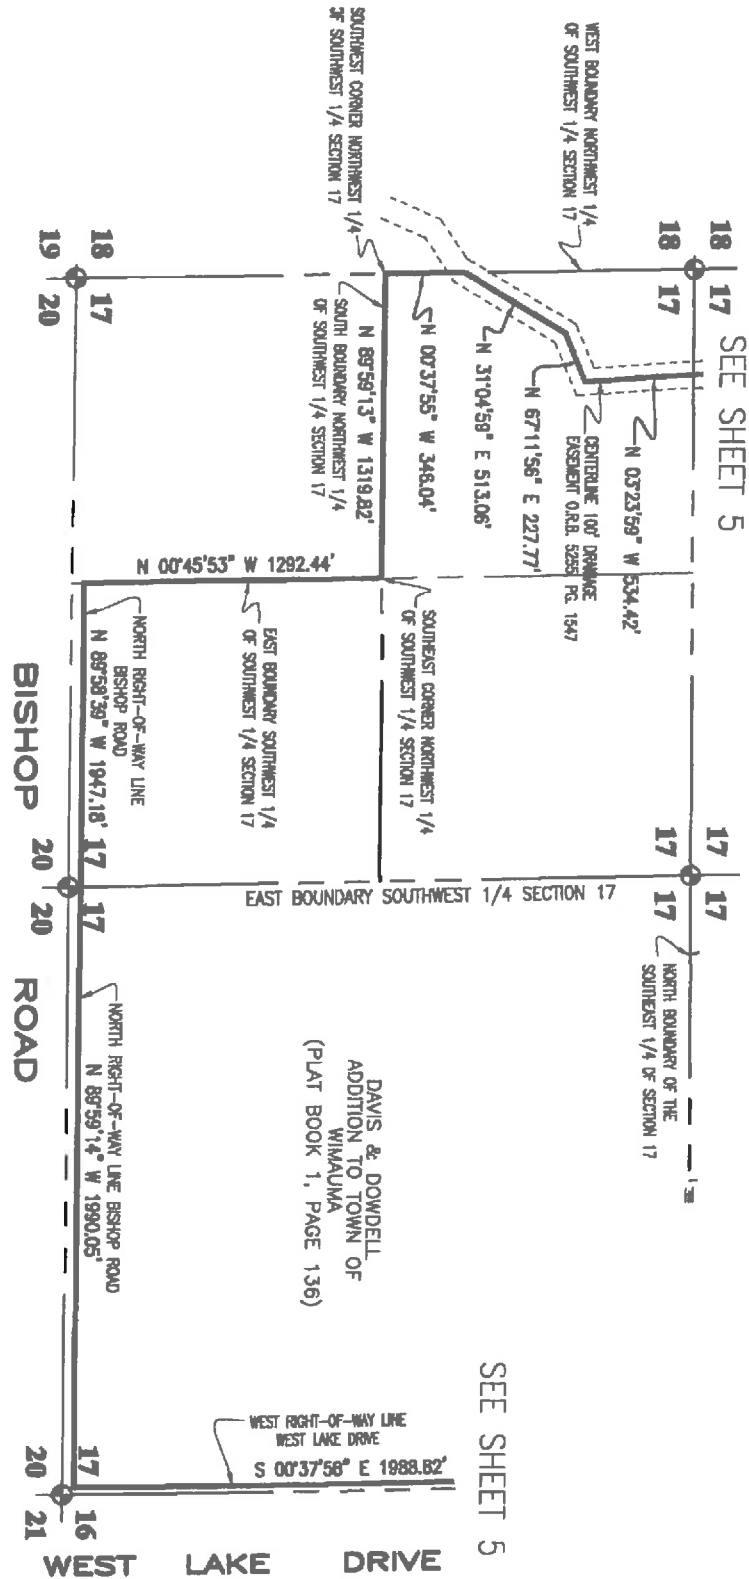 SEE SHEET 5
WEST BOUNDARY NORTHWEST 1/4
OF SOUTHWEST 1/4 SECTION 17
18
17
18
17
SOUTHWEST CORNER NORTHWEST 1/4
OF SOUTHWEST 1/4 SECTION 17
N 03°23'59" W 534.42'
CENTERLINE 100' DRAINAGE
EASEMENT O.R.B. 5255 PG. 1547
N 67°11'56" E 227.77'
N 31°04'59" E 513.06'
N 00°37'55" W 346.04'
N 89°59'13" W 1319.82'
SOUTH BOUNDARY NORTHWEST 1/4
OF SOUTHWEST 1/4 SECTION 17
18
17
19
20
N 00°45'53" W 1292.44'
SOUTHEAST CORNER NORTHWEST 1/4
OF SOUTHWEST 1/4 SECTION 17
EAST BOUNDARY SOUTHWEST 1/4
OF SOUTHWEST 1/4 SECTION 17
NORTH RIGHT-OF-WAY LINE
BISHOP ROAD
N 89°58'39" W 1947.18'
17
17
17
17
EAST BOUNDARY SOUTHWEST 1/4 SECTION 17
17
17
20
20
NORTH BOUNDARY OF THE
SOUTHEAST 1/4 OF SECTION 17
DAVIS & DOWDELL
ADDITION TO TOWN OF
WIMAUMA
(PLAT BOOK 1, PAGE 136)
NORTH RIGHT-OF-WAY LINE BISHOP ROAD
N 89°59'14" W 1990.05'
BISHOP ROAD
SEE SHEET 5
WEST RIGHT-OF-WAY LINE
WEST LAKE DRIVE
S 00°37'56" E 1988.82'
17
16
20
21
WEST LAKE DRIVE